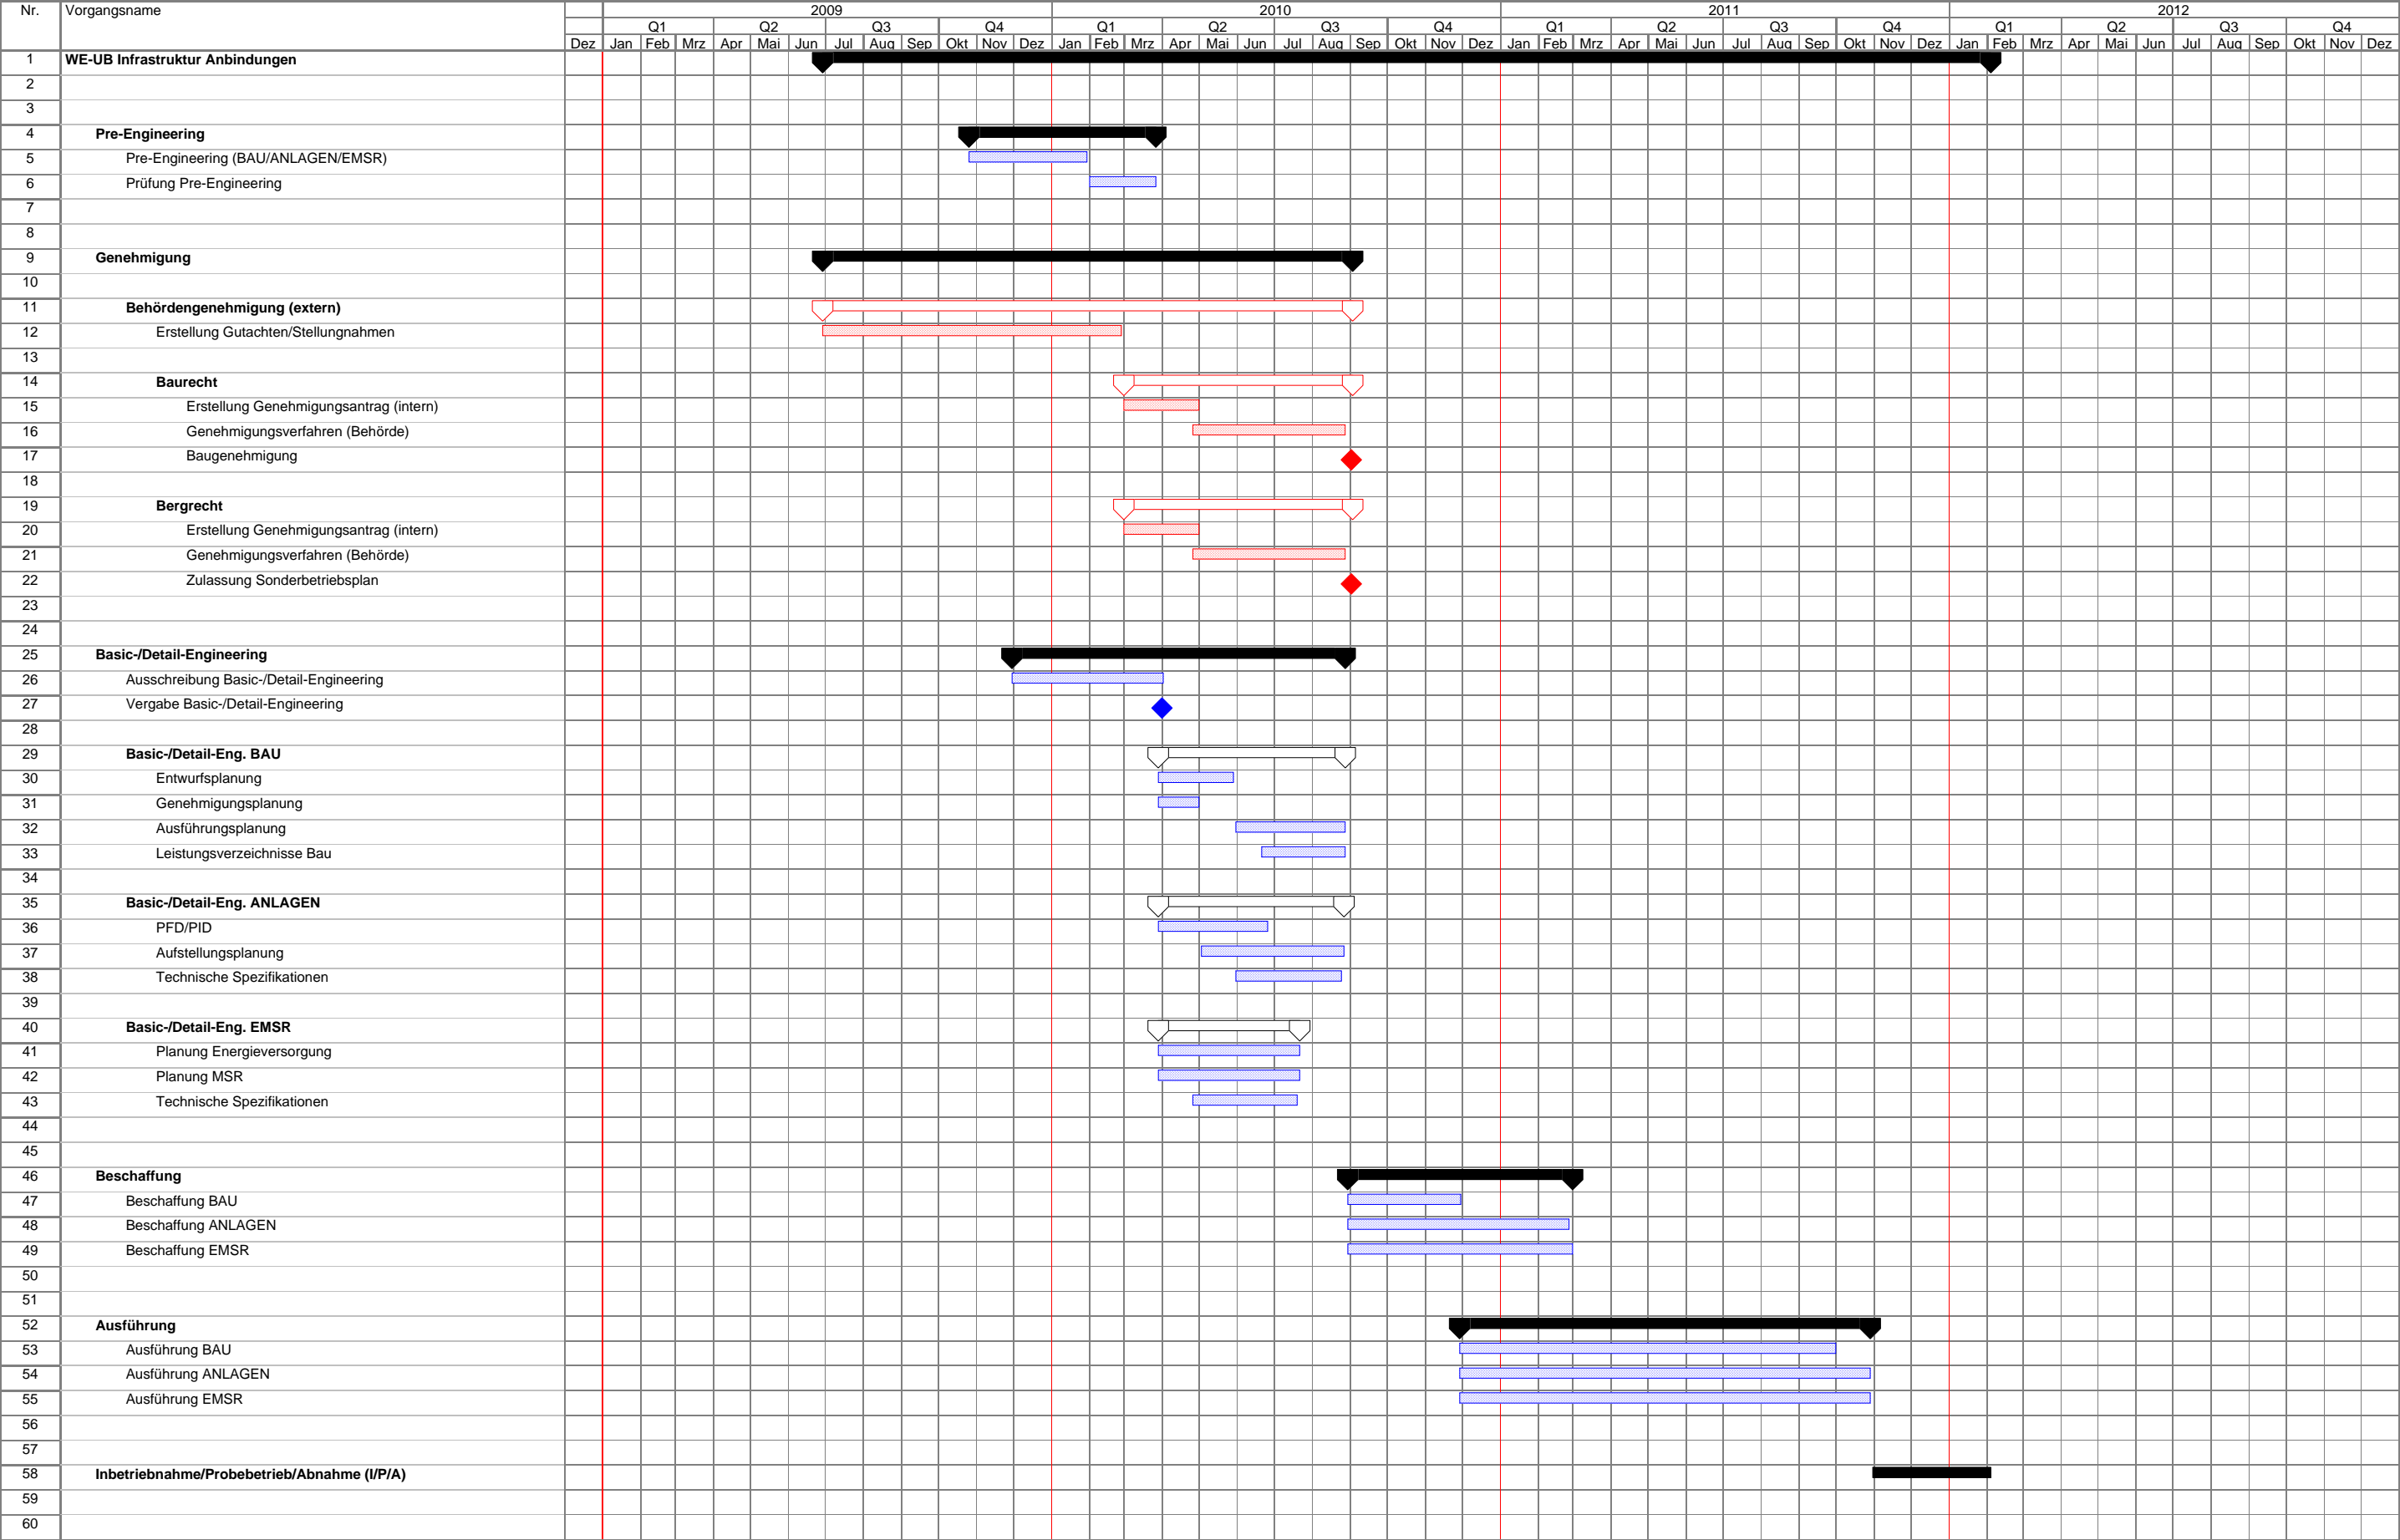 Nr. Vorgangsname 2009 2010 2011 2012
Q1 Q2 Q3 Q4 Q1 Q2 Q3 Q4 Q1 Q2 Q3 Q4 Q1 Q2 Q3 Q4
Dez Jan Feb Mrz Apr Mai Jun Jul Aug Sep Okt Nov Dez Jan Feb Mrz Apr Mai Jun Jul Aug Sep Okt Nov Dez Jan Feb Mrz Apr Mai Jun Jul Aug Sep Okt Nov Dez Jan Feb Mrz Apr Mai Jun Jul Aug Sep Okt Nov Dez
1 WE-UB Infrastruktur Anbindungen
2
3
4 Pre-Engineering
5 Pre-Engineering (BAU/ANLAGEN/EMSR)
6 Prüfung Pre-Engineering
7
8
9 Genehmigung
10
11 Behördengenehmigung (extern)
12 Erstellung Gutachten/Stellungnahmen
13
14 Baurecht
15 Erstellung Genehmigungsantrag (intern)
16 Genehmigungsverfahren (Behörde)
17 Baugenehmigung
18
19 Bergrecht
20 Erstellung Genehmigungsantrag (intern)
21 Genehmigungsverfahren (Behörde)
22 Zulassung Sonderbetriebsplan
23
24
25 Basic-/Detail-Engineering
26 Ausschreibung Basic-/Detail-Engineering
27 Vergabe Basic-/Detail-Engineering
28
29 Basic-/Detail-Eng. BAU
30 Entwurfsplanung
31 Genehmigungsplanung
32 Ausführungsplanung
33 Leistungsverzeichnisse Bau
34
35 Basic-/Detail-Eng. ANLAGEN
36 PFD/PID
37 Aufstellungsplanung
38 Technische Spezifikationen
39
40 Basic-/Detail-Eng. EMSR
41 Planung Energieversorgung
42 Planung MSR
43 Technische Spezifikationen
44
45
46 Beschaffung
47 Beschaffung BAU
48 Beschaffung ANLAGEN
49 Beschaffung EMSR
50
51
52 Ausführung
53 Ausführung BAU
54 Ausführung ANLAGEN
55 Ausführung EMSR
56
57
58 Inbetriebnahme/Probebetrieb/Abnahme (I/P/A)
59
60